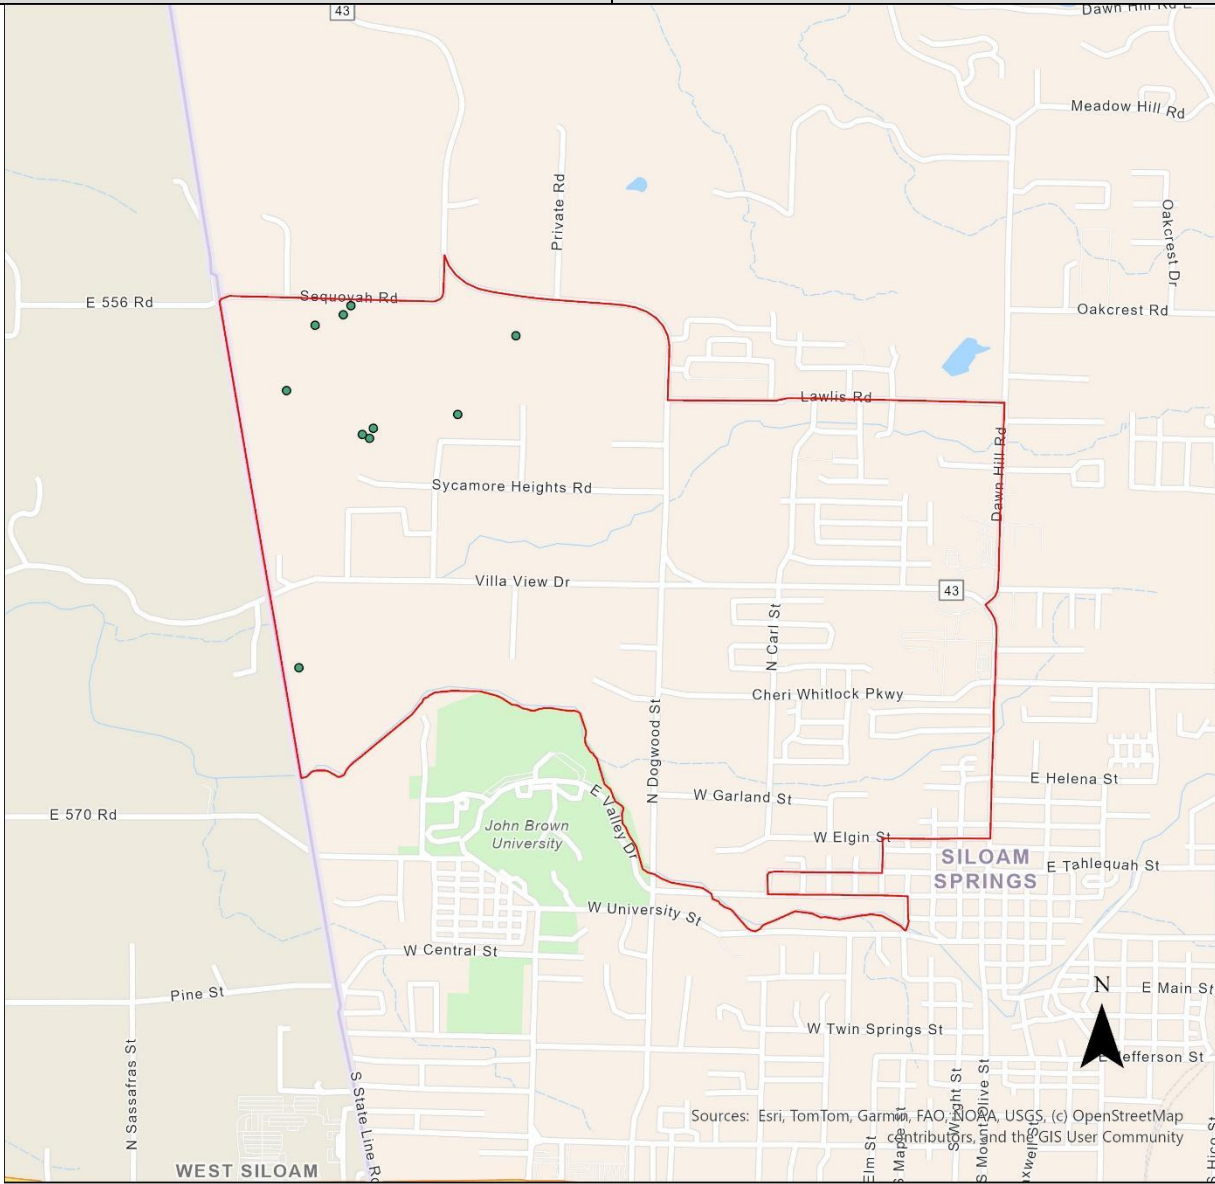 43
Dawn Hill Rd E
Meadow Hill Rd
Private Rd
Oakcrest Dr
E 556 Rd
Sequoyah Rd
Oakcrest Rd
Lawlis Rd
Dawn Hill Rd
Sycamore Heights Rd
Villa View Dr
43
N Carl St
Cheri Whitlock Pkwy
N Dogwood St
E Helena St
W Garland St
E Valley Dr
E 570 Rd
John Brown
University
W Elgin St
SILOAM
SPRINGS
E Tahlequah St
W University St
W Central St
Pine St
N
E Main St
W Twin Springs St
E Jefferson St
N Sassafras St
S State Line Rd
Sources: Esri, TomTom, Garmin, FAO, NOAA, USGS, (c) OpenStreetMap
contributors, and the GIS User Community
Elm St
S Maple St
S Wright St
S Mount Olive St
axwell St
S Hico St
WEST SILOAM